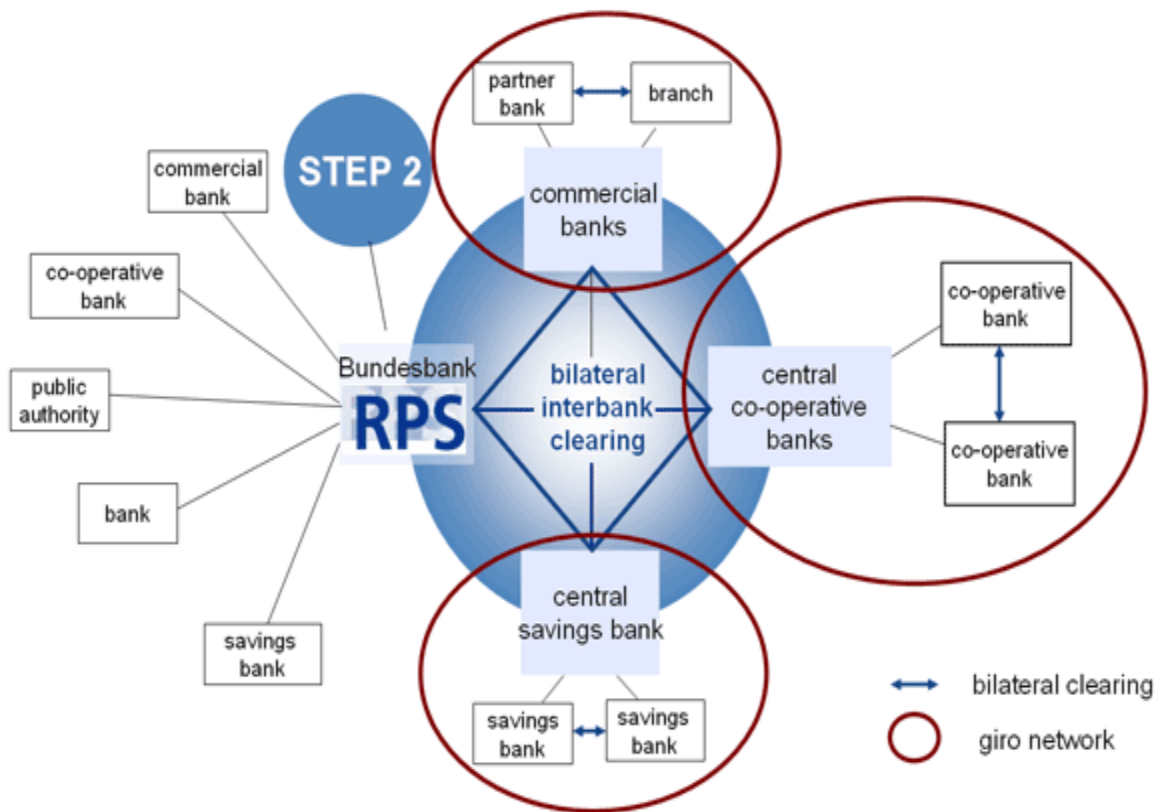 partner
bank
branch
STEP 2
commercial
bank
commercial
banks
co-operative
bank
co-operative
bank
Bundesbank
RPS
public
authority
bilateral
interbank
clearing
central
co-operative
banks
co-operative
bank
bank
savings
bank
central
savings bank
savings
bank
savings
bank
bilateral clearing
giro network